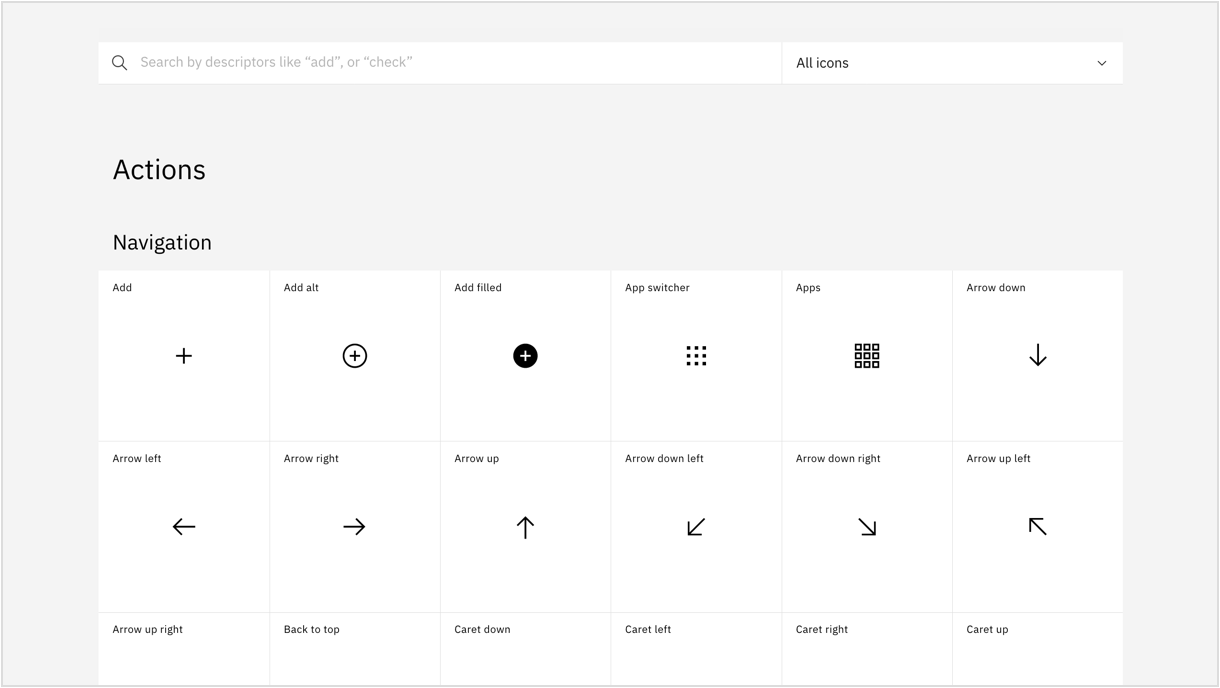 Search by descriptors like “add”, or “check”
All icons
Actions
Navigation
Add
Add alt
Add filled
App switcher
Apps
Arrow down
Arrow left
Arrow right
Arrow up
Arrow down left
Arrow down right
Arrow up left
Arrow up right
Back to top
Caret down
Caret left
Caret right
Caret up